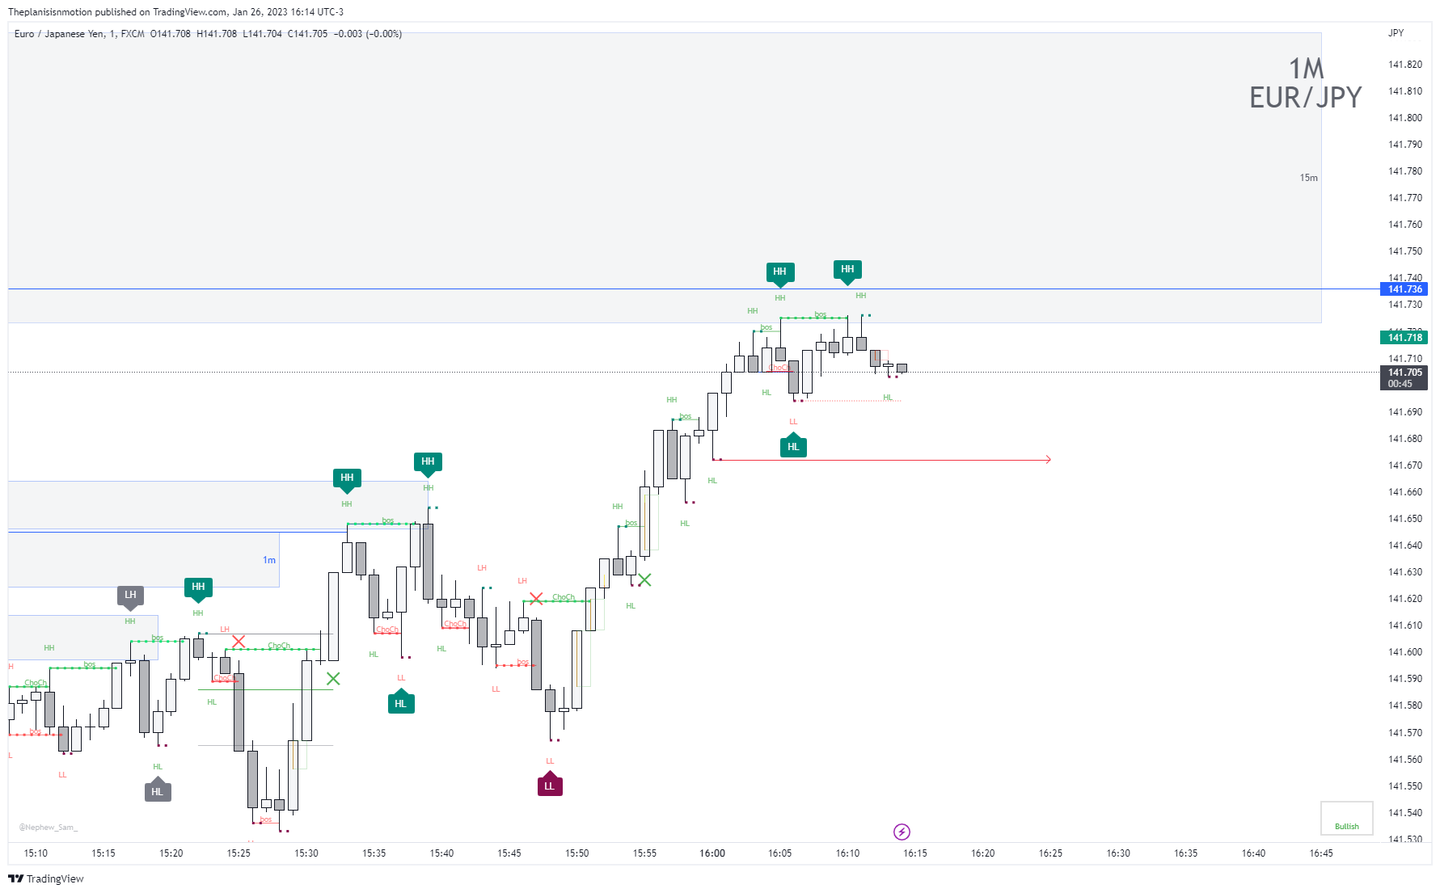 Theplanisisnmotion published on TradingView.com, Jan 26, 2023 16:14 UTC-3
Euro / Japanese Yen, 1, FXCM O141.708 H141.708 L141.704 C141.705 −0.003 (−0.00%)
JPY
1M
EUR/JPY
15m
141.820
141.810
141.800
141.790
141.780
141.770
141.760
141.750
141.740
141.736
141.730
141.718
141.710
141.705
00:45
141.690
141.680
141.670
141.660
141.650
141.640
141.630
141.620
141.610
141.600
141.590
141.580
141.570
141.560
141.550
141.540
141.530
HH
HH
HH
HH
HH
bos
bos
ChoCh
HL
HL
LL
HL
HH
bos
HL
HL
HH
bos
HL
HH
HH
HH
HH
bos
1m
LH
LH
ChoCh
ChoCh
ChoCh
HL
HL
LL
HL
bos
LL
LL
LL
LH
HH
HH
HH
LH
bos
ChoCh
HH
bos
H
ChoCh
ChoCh
HL
bos
L
LL
HL
HL
bos
@Nephew_Sam_
Bullish
15:10 15:15 15:20 15:25 15:30 15:35 15:40 15:45 15:50 15:55 16:00 16:05 16:10 16:15 16:20 16:25 16:30 16:35 16:40 16:45
TradingView